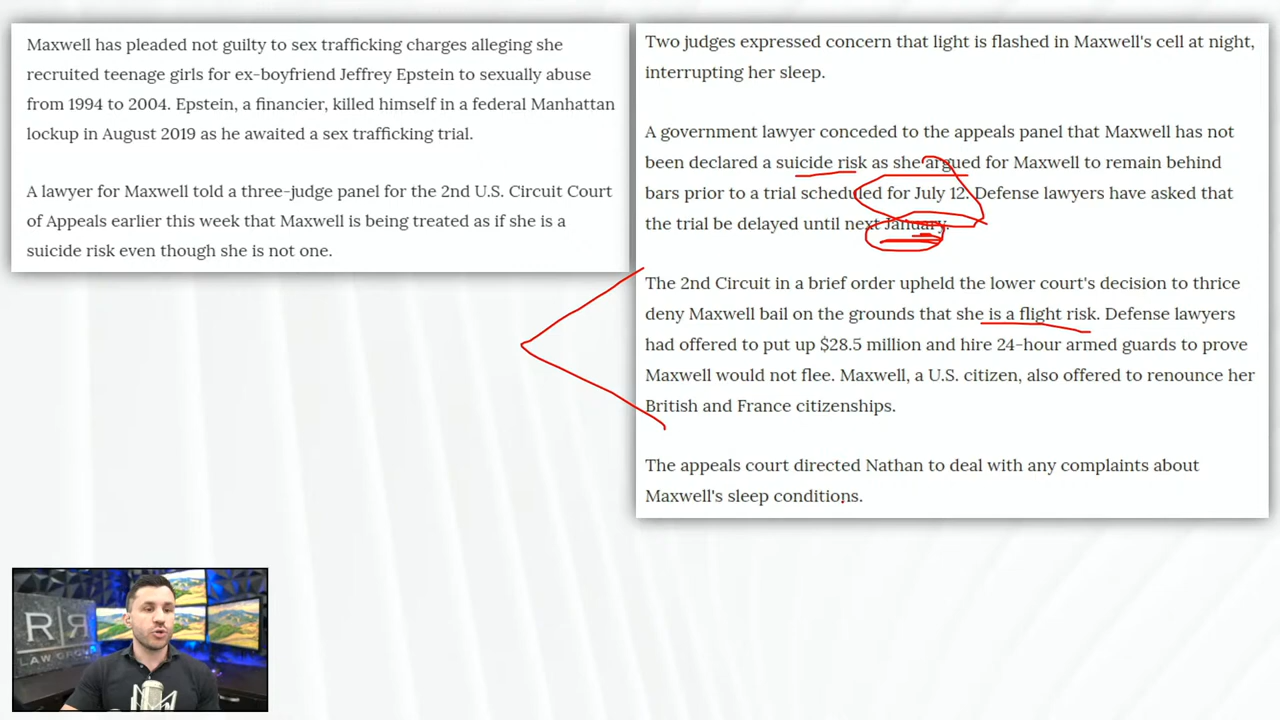 Maxwell has pleaded not guilty to sex trafficking charges alleging she
recruited teenage girls for ex-boyfriend Jeffrey Epstein to sexually abuse
from 1994 to 2004. Epstein, a financier, killed himself in a federal Manhattan
lockup in August 2019 as he awaited a sex trafficking trial.
A lawyer for Maxwell told a three-judge panel for the 2nd U.S. Circuit Court
of Appeals earlier this week that Maxwell is being treated as if she is a
suicide risk even though she is not one.
Two judges expressed concern that light is flashed in Maxwell's cell at night,
interrupting her sleep.
A government lawyer conceded to the appeals panel that Maxwell has not
been declared a suicide risk as she argued for Maxwell to remain behind
bars prior to a trial scheduled for July 12. Defense lawyers have asked that
the trial be delayed until next January.
The 2nd Circuit in a brief order upheld the lower court's decision to thrice
deny Maxwell bail on the grounds that she is a flight risk. Defense lawyers
had offered to put up $28.5 million and hire 24-hour armed guards to prove
Maxwell would not flee. Maxwell, a U.S. citizen, also offered to renounce her
British and France citizenships.
The appeals court directed Nathan to deal with any complaints about
Maxwell's sleep conditions.
R|R
LAW GROUP